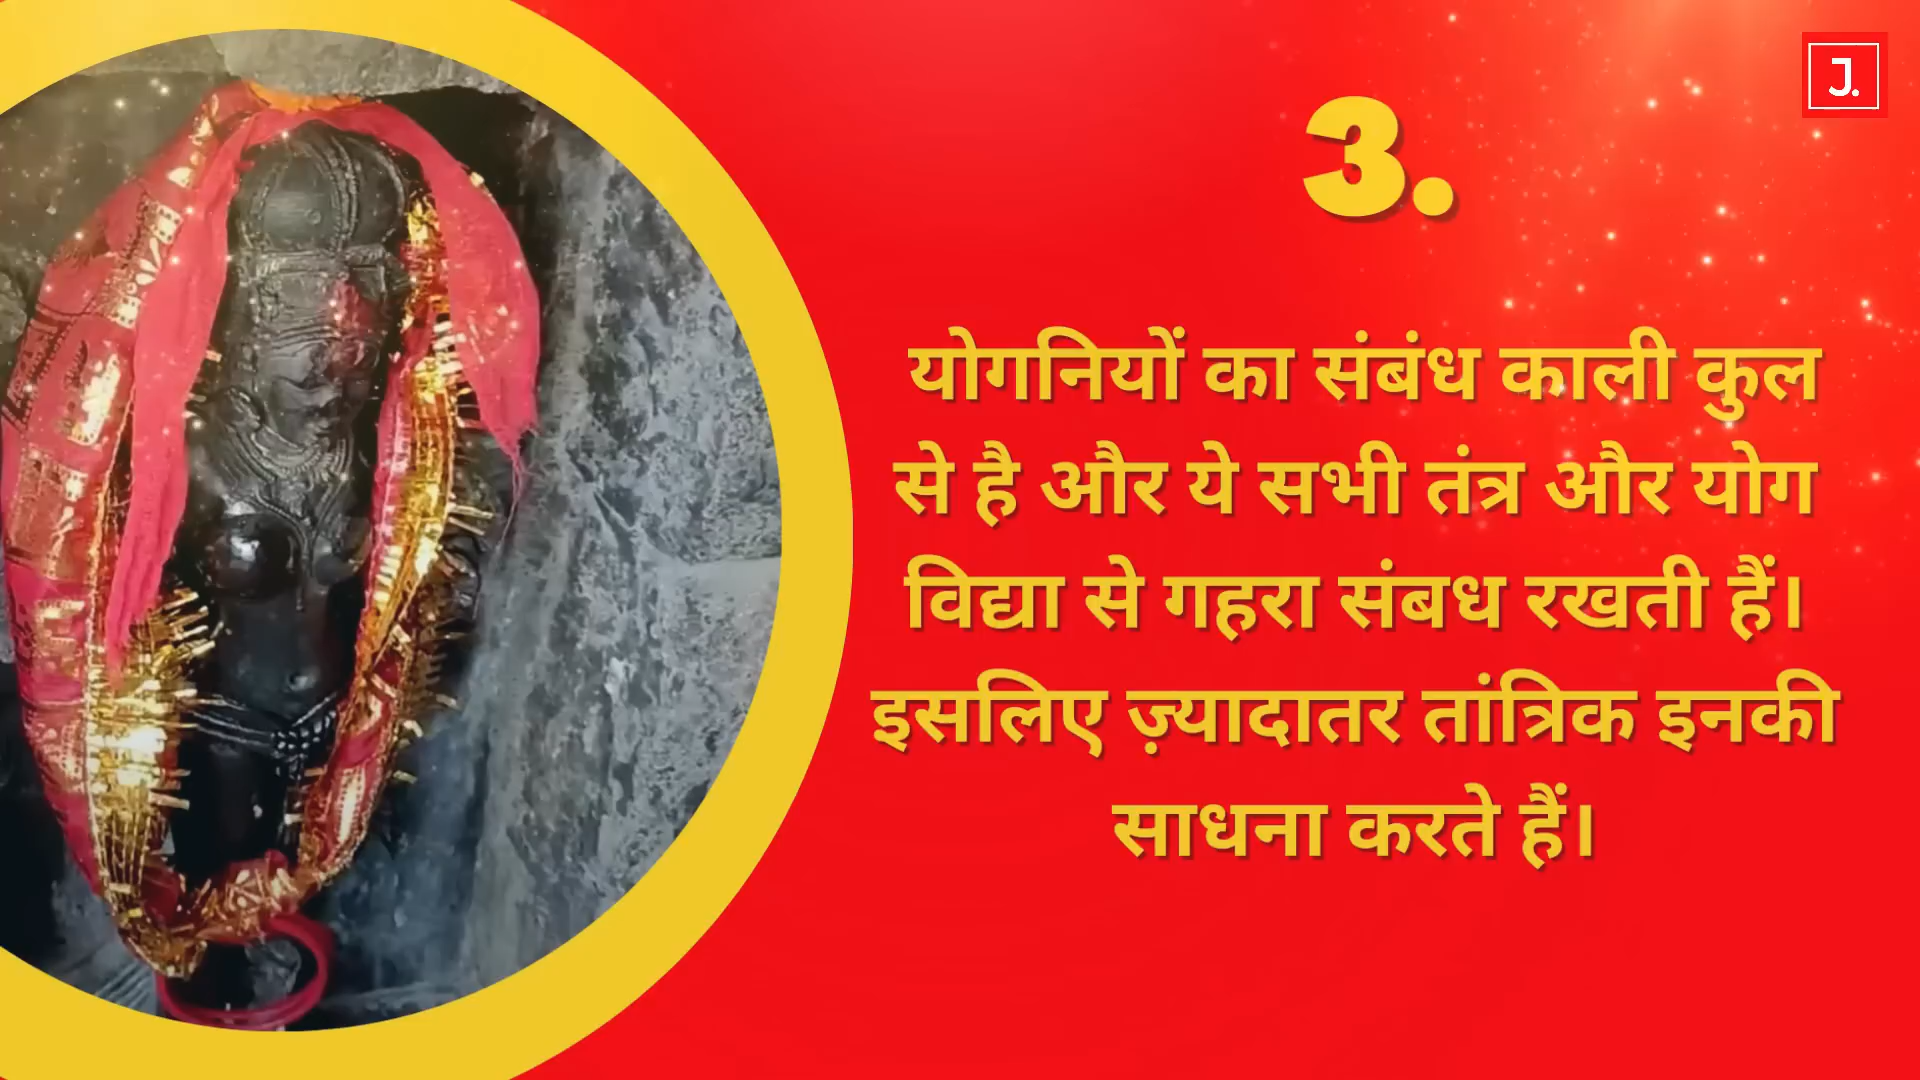 J.
3.
योगनियों का संबंध काली कुल
से है और ये सभी तंत्र और योग
विद्या से गहरा संबध रखती हैं।
इसलिए ज़्यादातर तांत्रिक इनकी
साधना करते हैं।